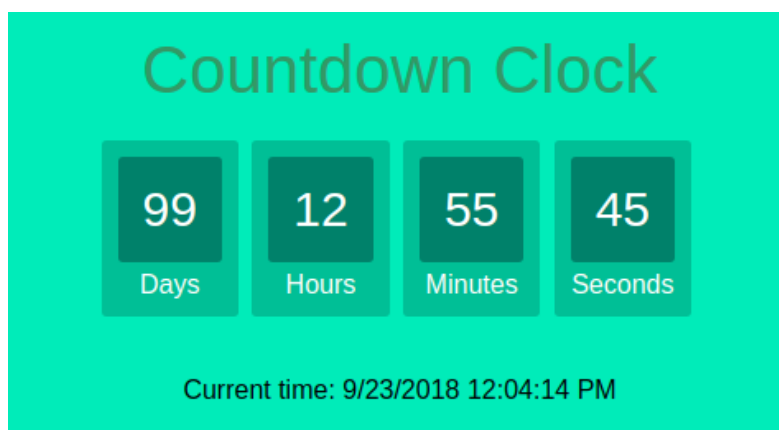 Countdown Clock
99 12 55 45
Days Hours Minutes Seconds
Current time: 9/23/2018 12:04:14 PM